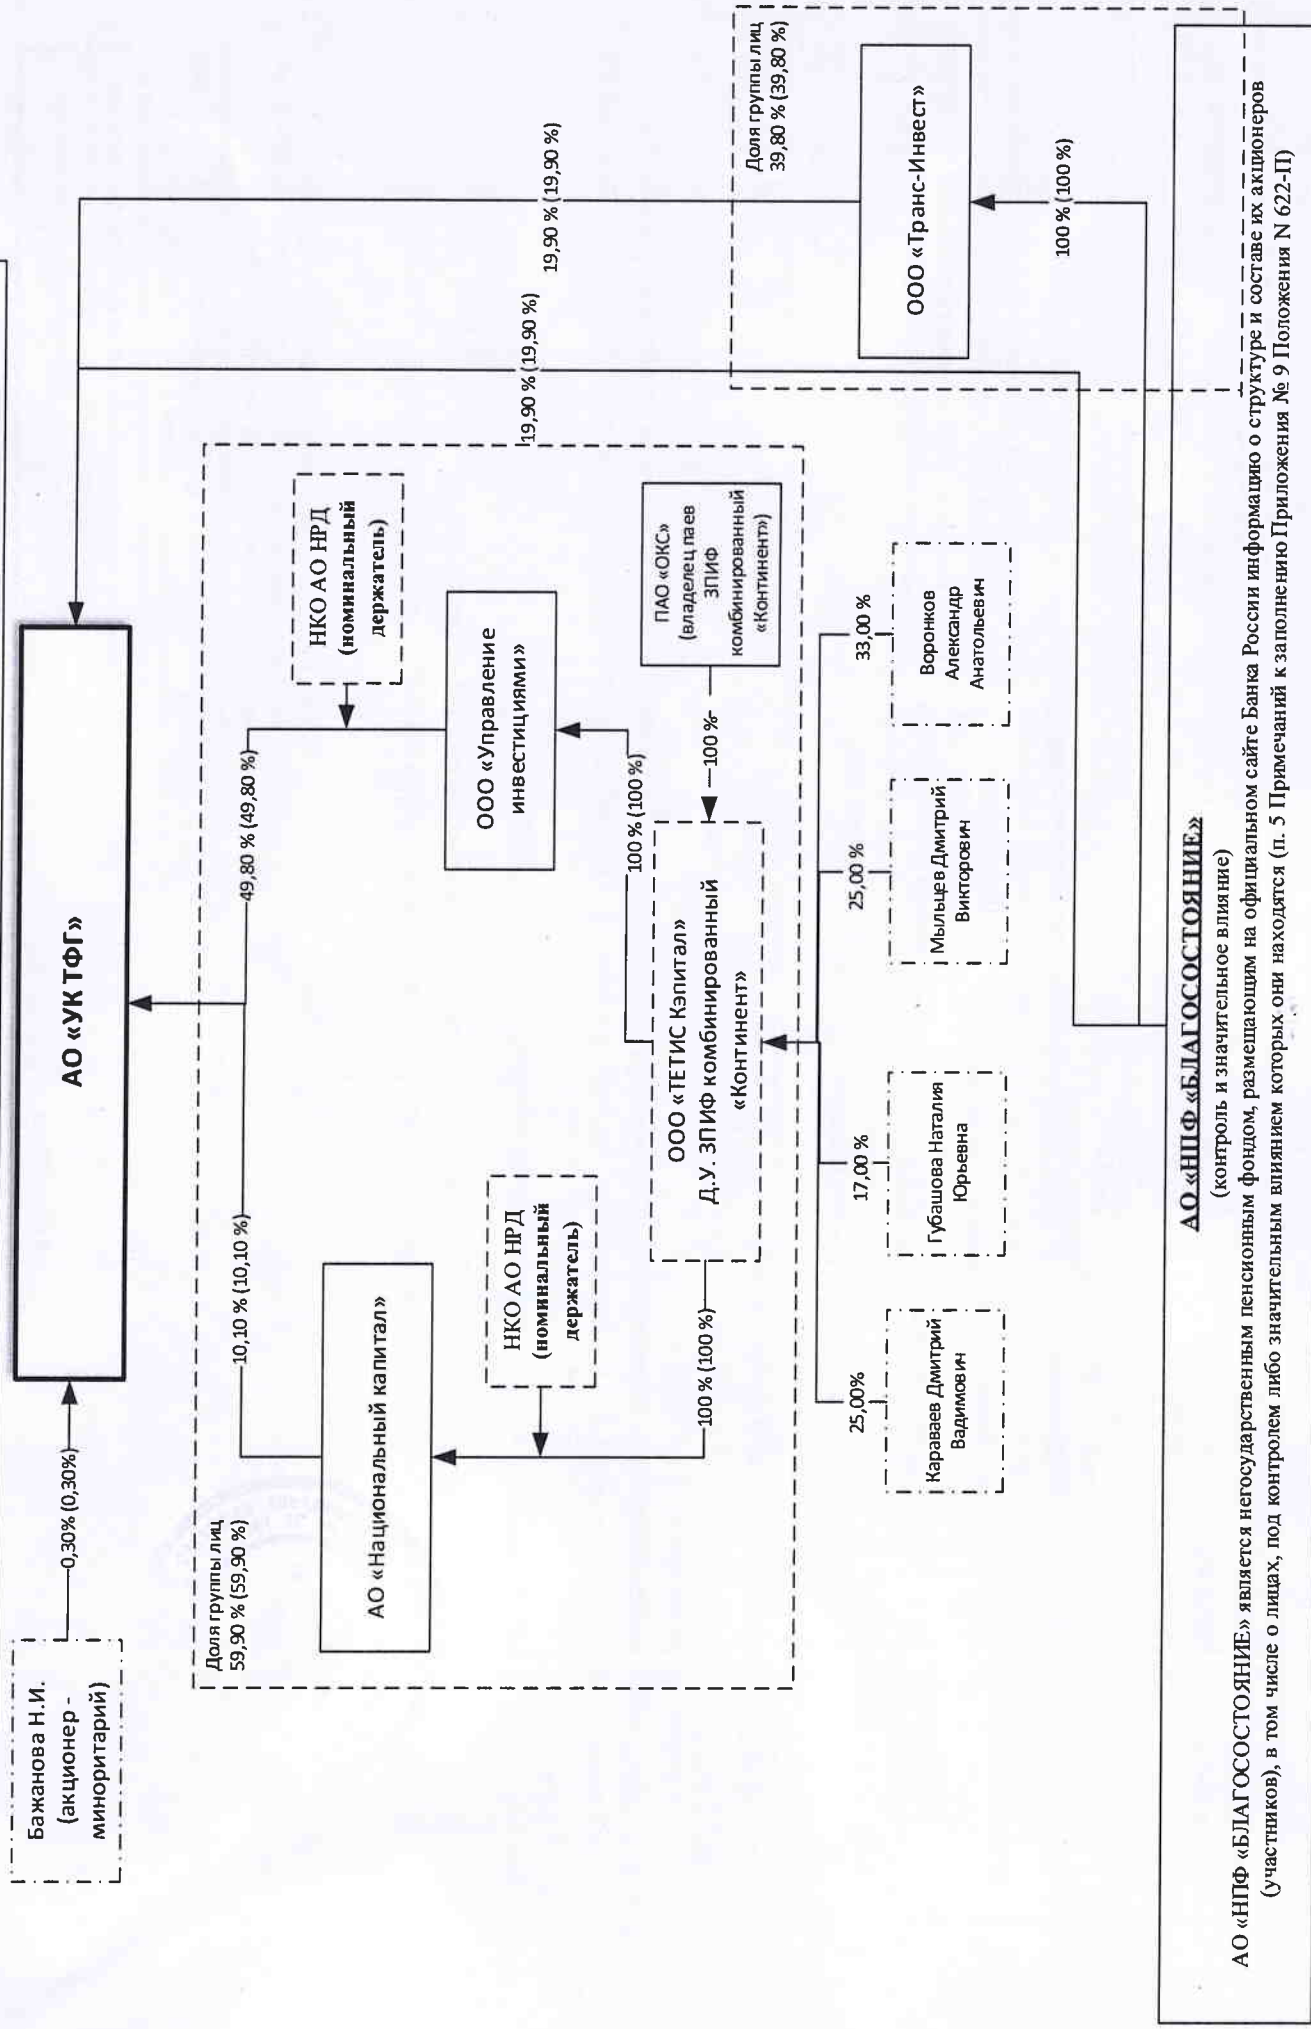 АО «УК ТФГ»
Бажанова Н.И.
(акционер -
миноритарий)
0,30% (0,30%)
Доля группы лиц
59,90 % (59,90 %)
10,10 % (10,10 %)
49,80 % (49,80 %)
19,90 % (19,90 %)
19,90 % (19,90 %)
НКО АО НРД
(номинальный
держатель)
АО «Национальный капитал»
ООО «Управление
инвестициями»
НКО АО НРД
(номинальный
держатель)
100 % (100 %)
100 % (100 %)
ООО «ТЕТИС Кэпитал»
Д.У. ЗПИФ комбинированный
«Континент»
100 %
ПАО «ОКС»
(владелец паев
ЗПИФ
комбинированный
«Континент»)
Доля группы лиц
39,80 % (39,80 %)
ООО «Транс-Инвест»
100 % (100 %)
25,00%
17,00 %
25,00 %
33,00 %
Караваев Дмитрий
Вадимович
Губашова Наталия
Юрьевна
Мыльцев Дмитрий
Викторович
Воронков
Александр
Анатольевич
АО «НПФ «БЛАГОСОСТОЯНИЕ»
(контроль и значительное влияние)
АО «НПФ «БЛАГОСОСТОЯНИЕ» является негосударственным пенсионным фондом, размещающим на официальном сайте Банка России информацию о структуре и составе их акционеров
(участников), в том числе о лицах, под контролем либо значительным влиянием которых они находятся (п. 5 Примечаний к заполнению Приложения № 9 Положения N 622-П)